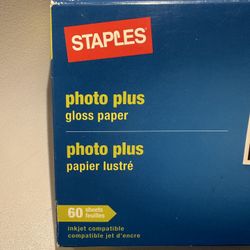 STAPLES
photo plus
gloss paper
photo plus
papier lustré
60 sheets
feuilles
inkjet compatible
compatible jet d'encre